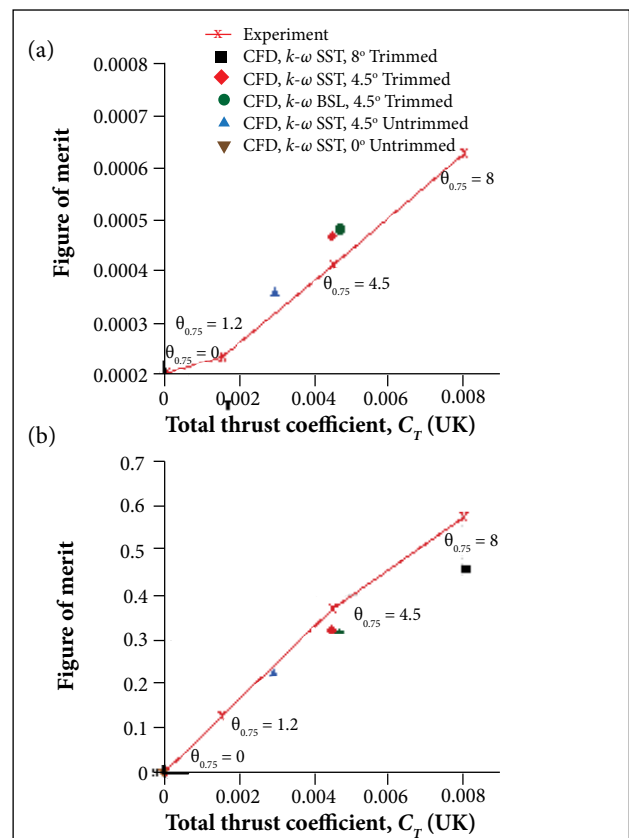 (a)
Experiment
CFD, k-ω SST, 8º Trimmed
CFD, k-ω SST, 4.5º Trimmed
CFD, k-ω BSL, 4.5º Trimmed
CFD, k-ω SST, 4.5º Untrimmed
CFD, k-ω SST, 0º Untrimmed
Figure of merit
0.0008
0.0007
0.0006
0.0005
0.0004
0.0003
0.0002
θ0.75 = 8
θ0.75 = 4.5
θ0.75 = 1.2
θ0.75 = 0
0 0.002 0.004 0.006 0.008
Total thrust coefficient, CT (UK)
(b)
Figure of merit
0.7
0.6
0.5
0.4
0.3
0.2
0.1
0
θ0.75 = 8
θ0.75 = 4.5
θ0.75 = 1.2
θ0.75 = 0
0 0.002 0.004 0.006 0.008
Total thrust coefficient, CT (UK)